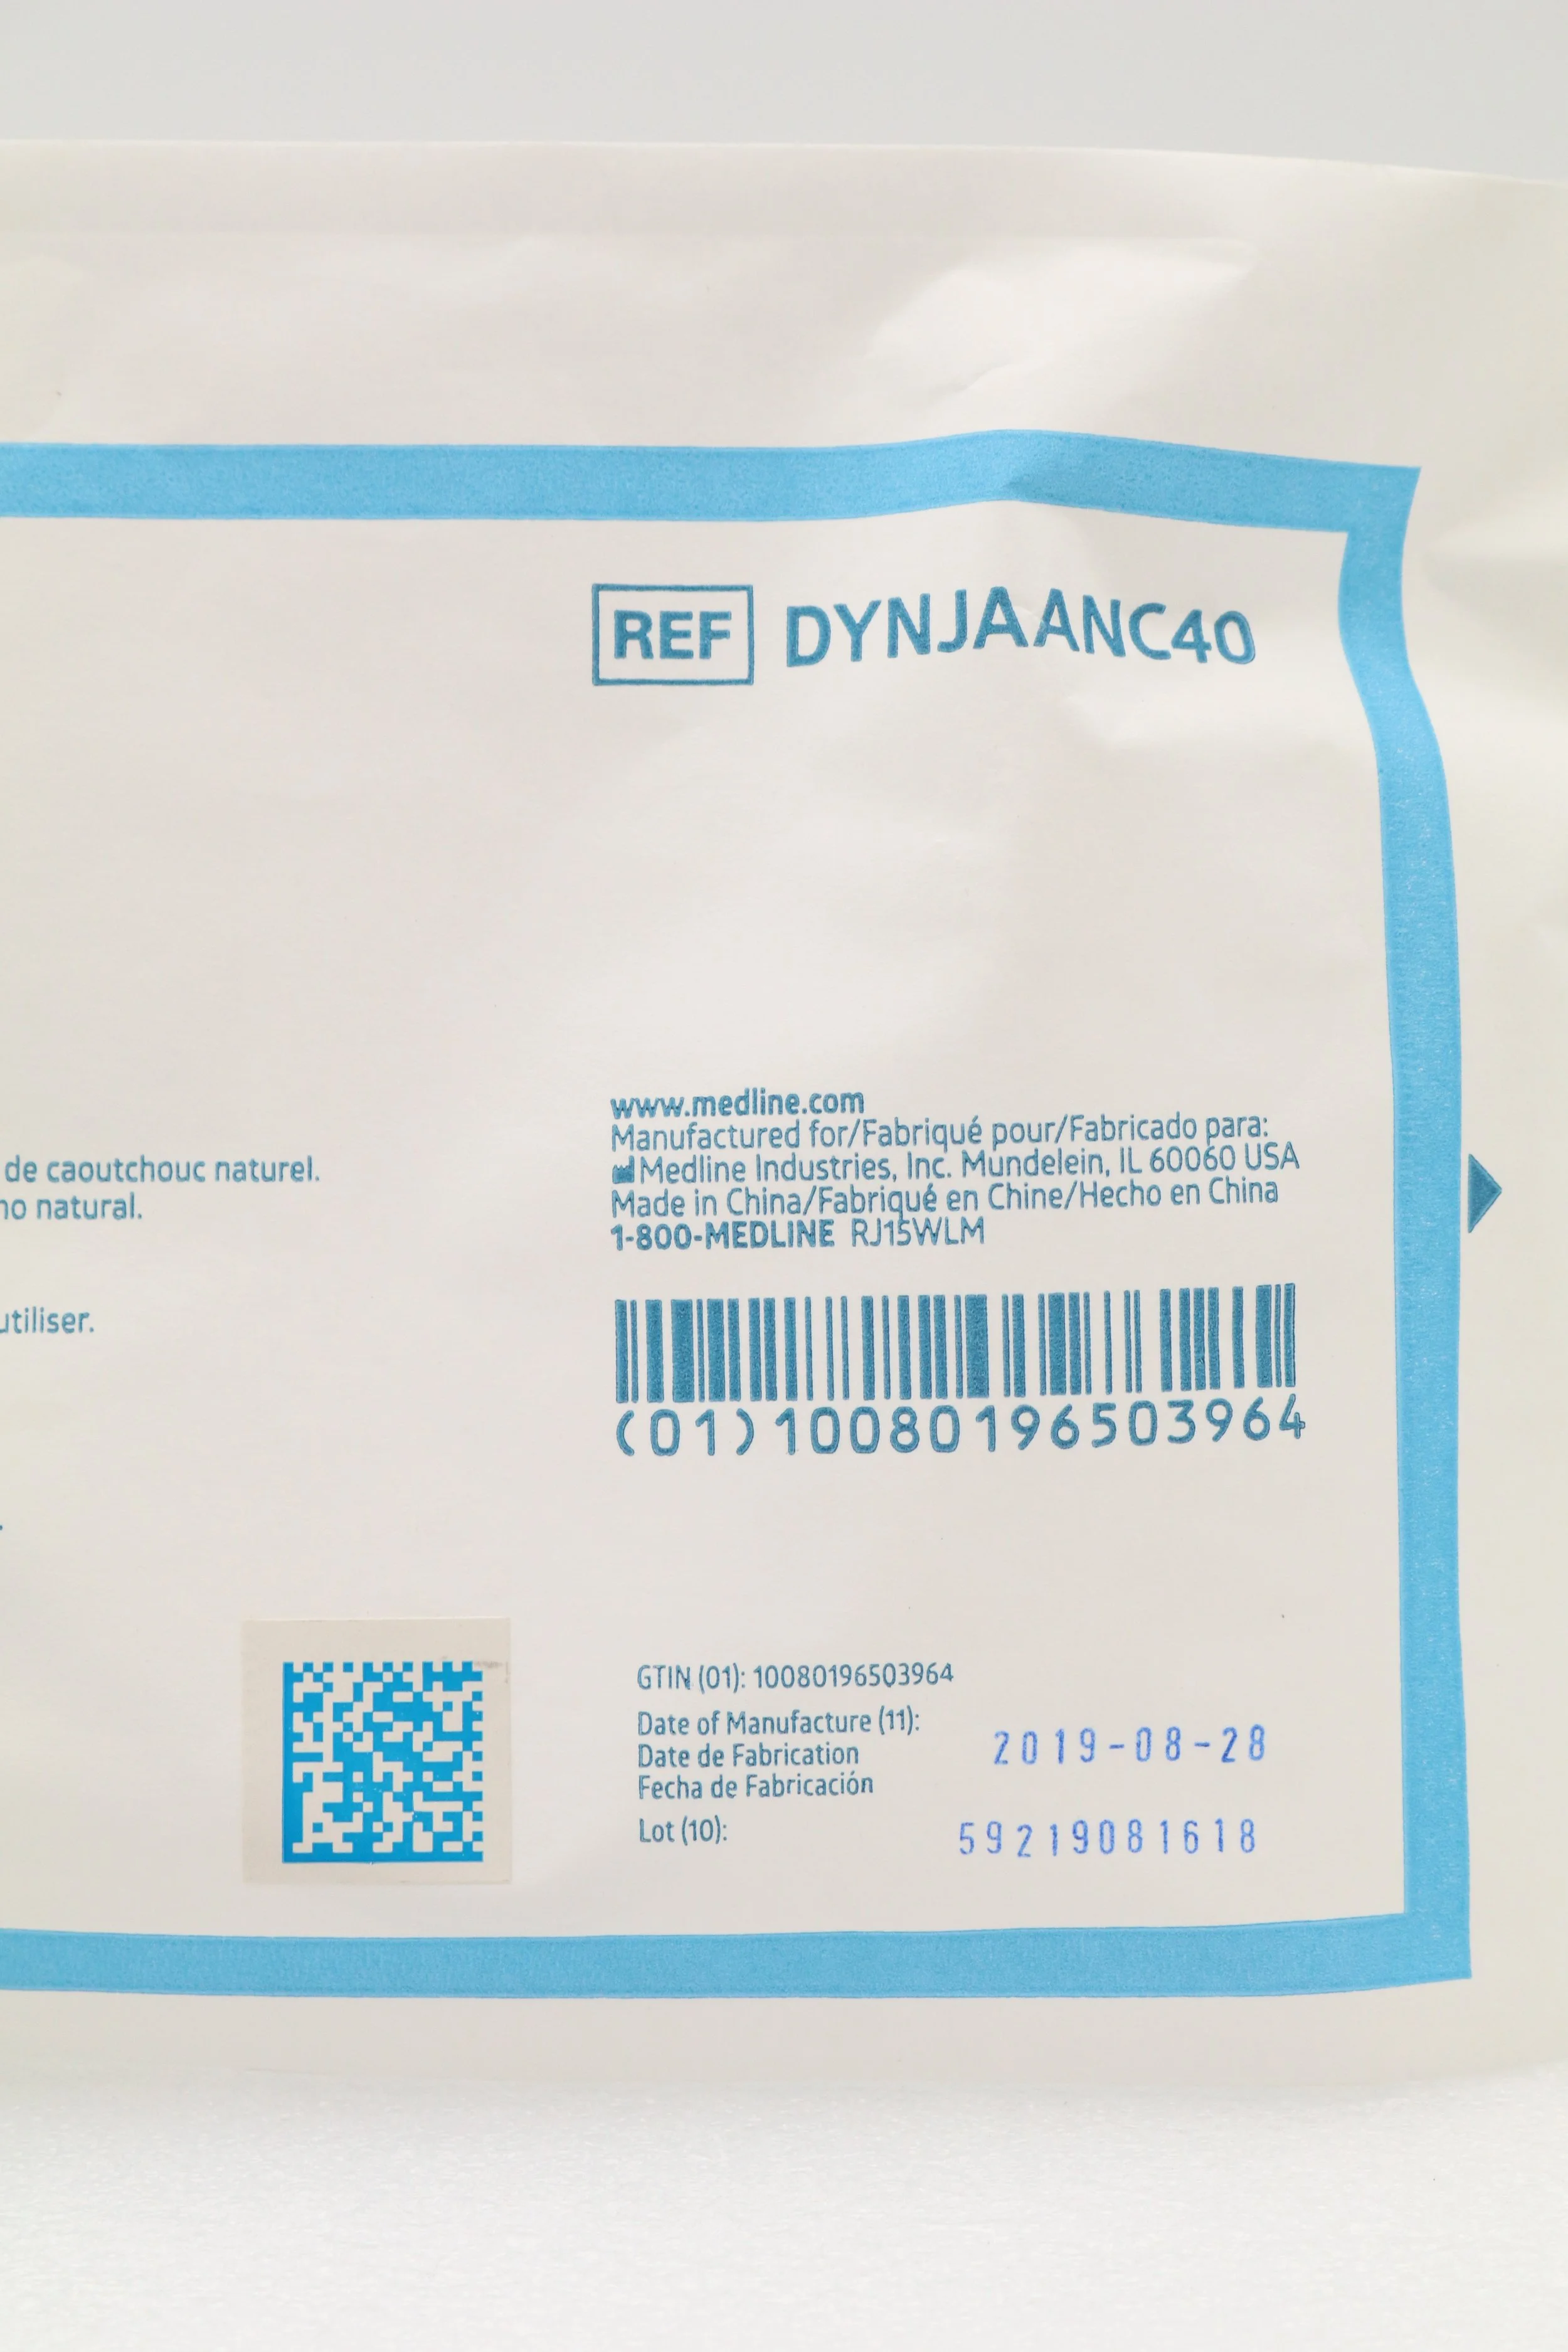 REF DYNJAANC40
www.medline.com
Manufactured for/Fabriqué pour/Fabricado para:
Medline Industries, Inc. Mundelein, IL 60060 USA
Made in China/Fabriqué en Chine/Hecho en China
1-800-MEDLINE RJ15WLM
de caoutchouc naturel.
natural.
utiliser.
(01)10080196503964
GTIN (01): 10080196503964
Date of Manufacture (11):
Date de Fabrication
Fecha de Fabricación
2019-08-28
Lot (10): 59219081618